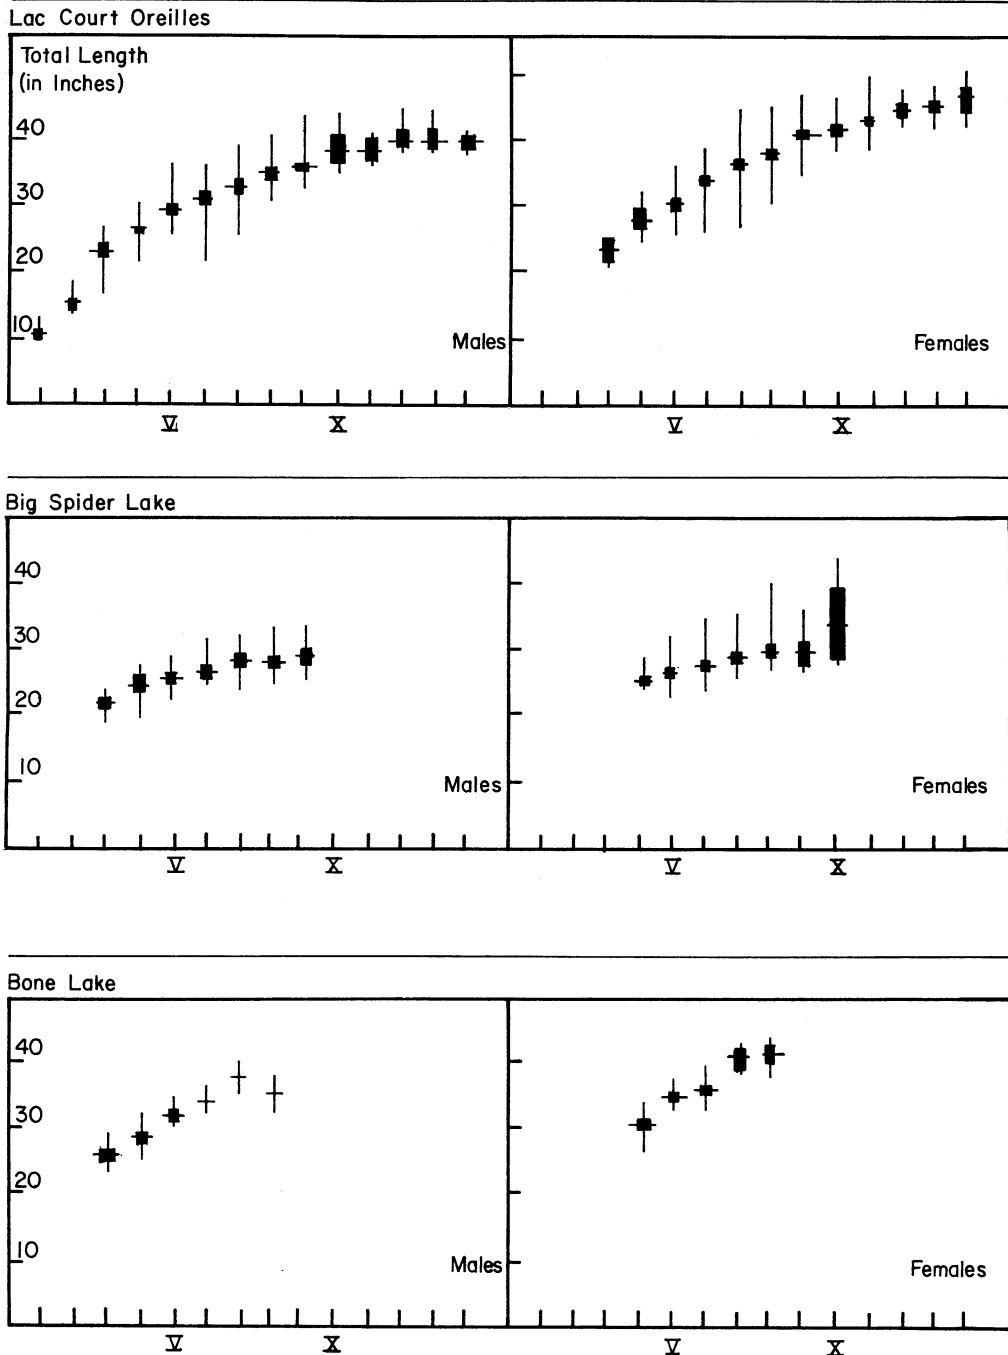 Lac Court Oreilles
Total Length
(in Inches)
40
30
20
10
Males
Females
V
X
V
X
Big Spider Lake
40
30
20
10
Males
Females
V
X
V
X
Bone Lake
40
30
20
10
Males
Females
V
X
V
X